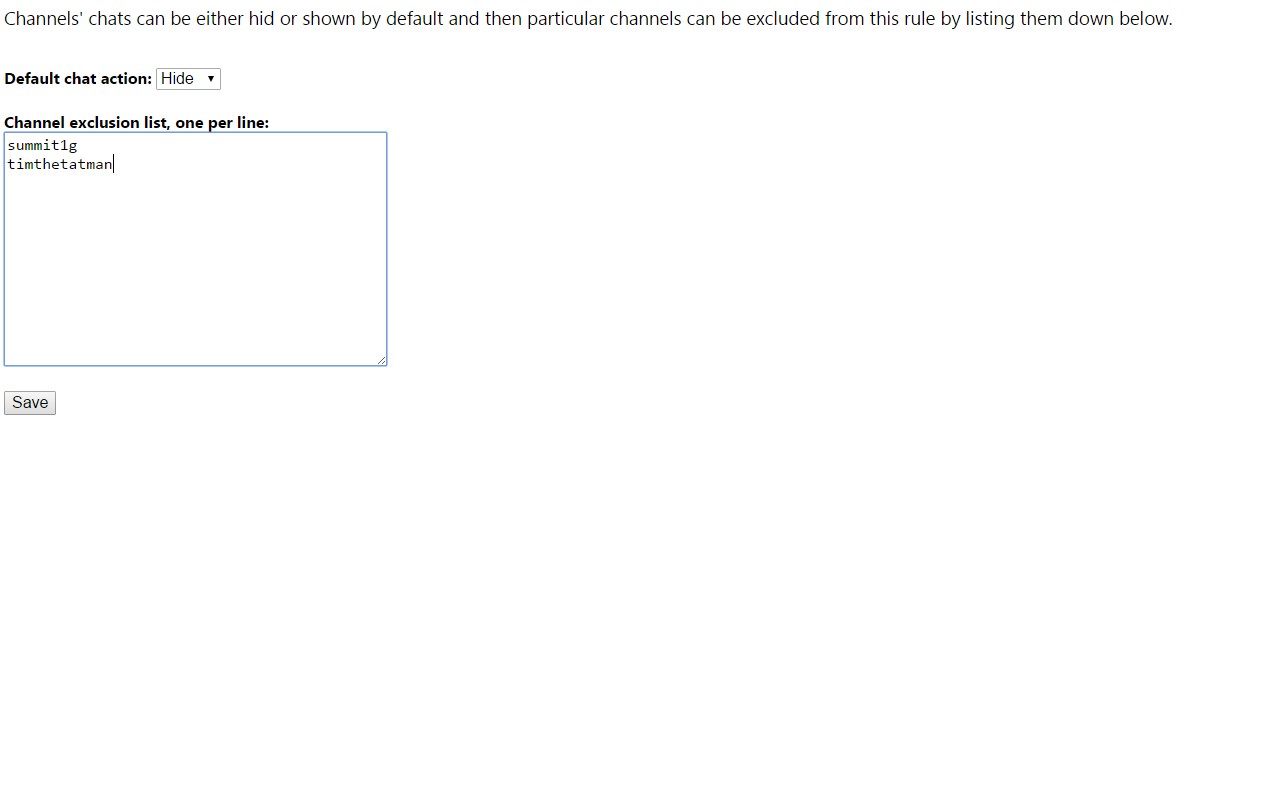 Channels' chats can be either hid or shown by default and then particular channels can be excluded from this rule by listing them down below.
Default chat action: Hide
Channel exclusion list, one per line:
summit1g
timthetatman
Save